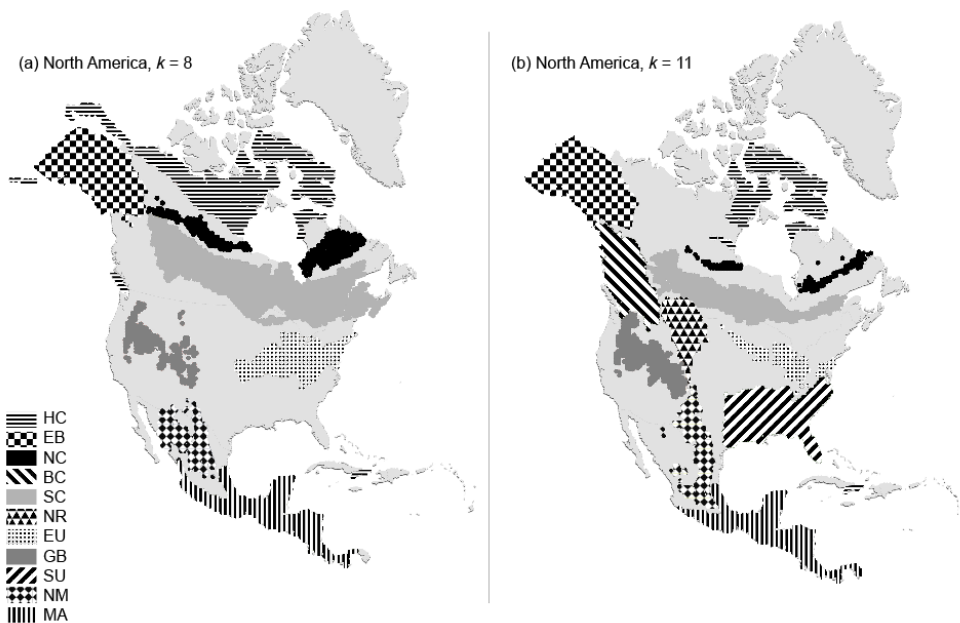 (a) North America, k = 8
(b) North America, k = 11
HC
EB
NC
BC
SC
NR
EU
GB
SU
NM
MA